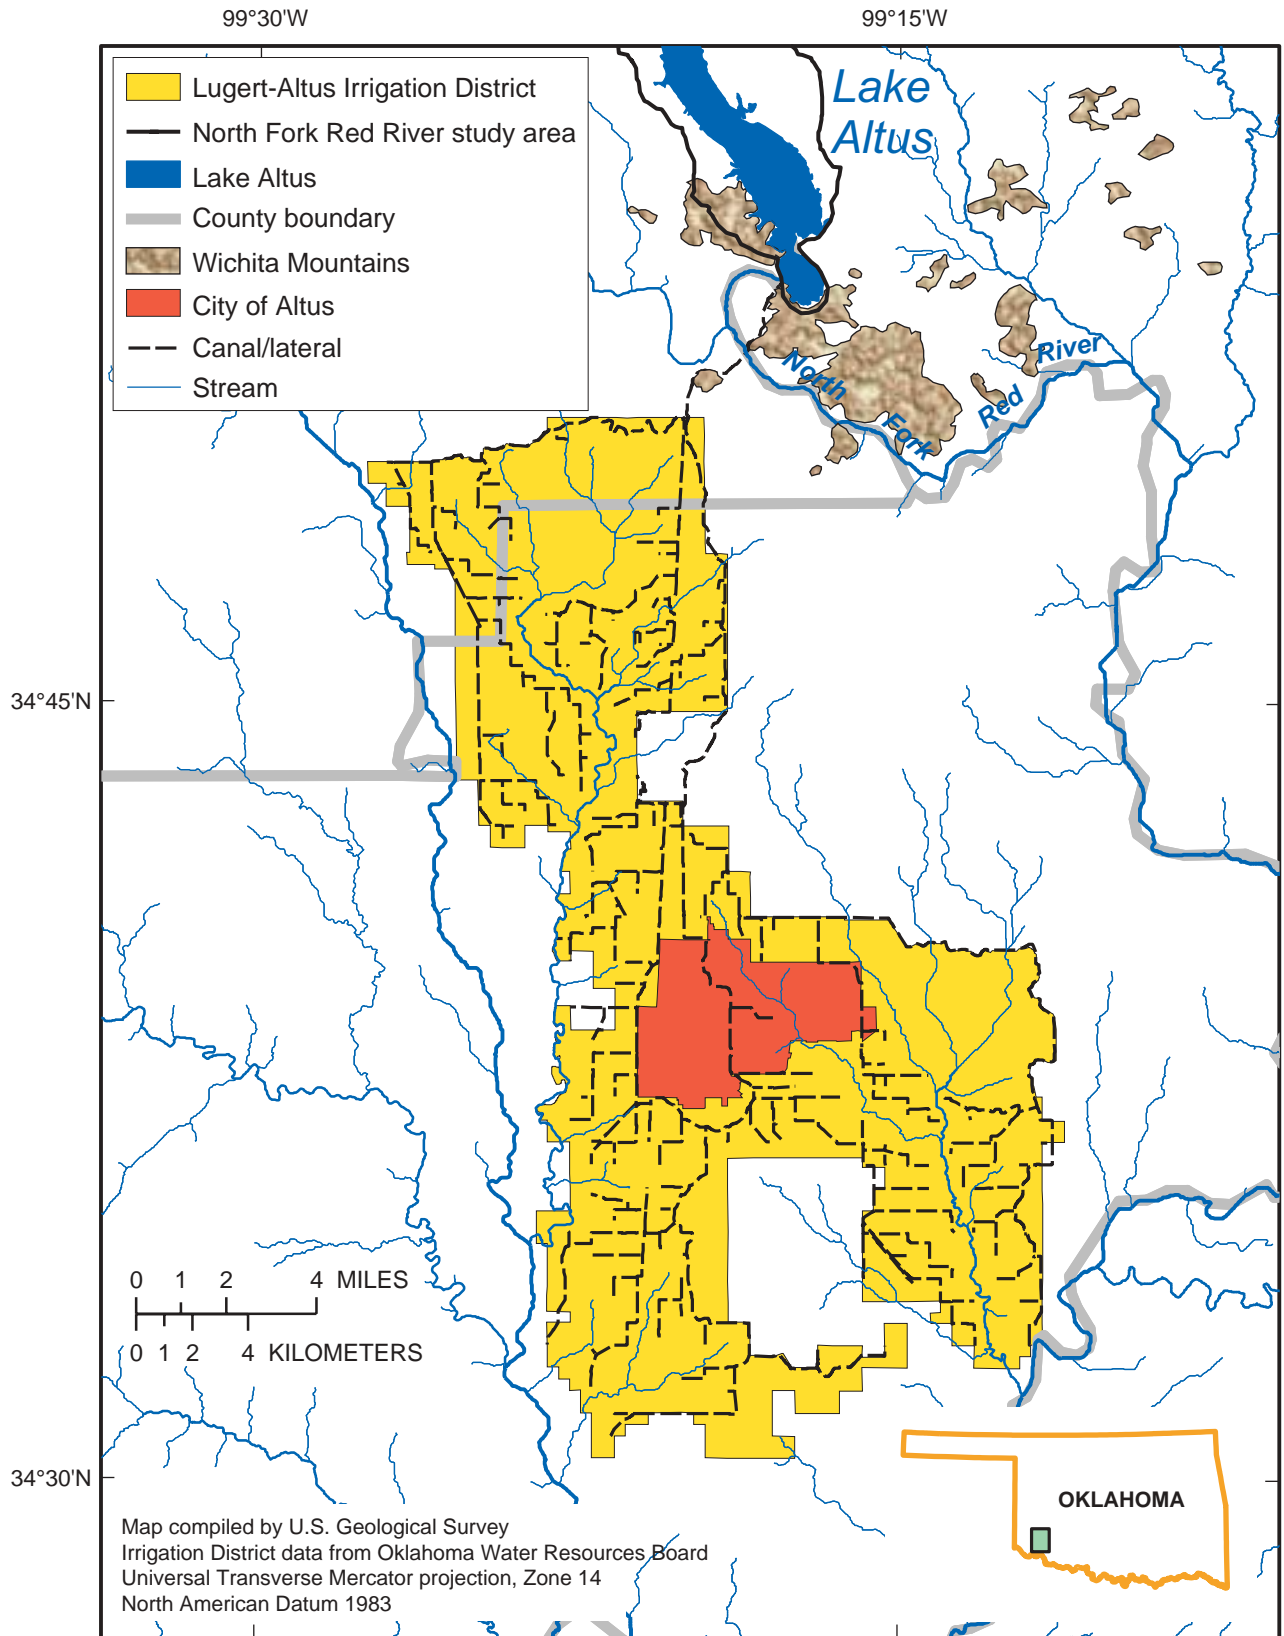 99°30'W
99°15'W
Lugert-Altus Irrigation District
North Fork Red River study area
Lake Altus
County boundary
Wichita Mountains
City of Altus
Canal/lateral
Stream
Lake
Altus
North
Fork
Red
River
34°45'N
34°30'N
0 1 2 4 MILES
0 1 2 4 KILOMETERS
OKLAHOMA
Map compiled by U.S. Geological Survey
Irrigation District data from Oklahoma Water Resources Board
Universal Transverse Mercator projection, Zone 14
North American Datum 1983